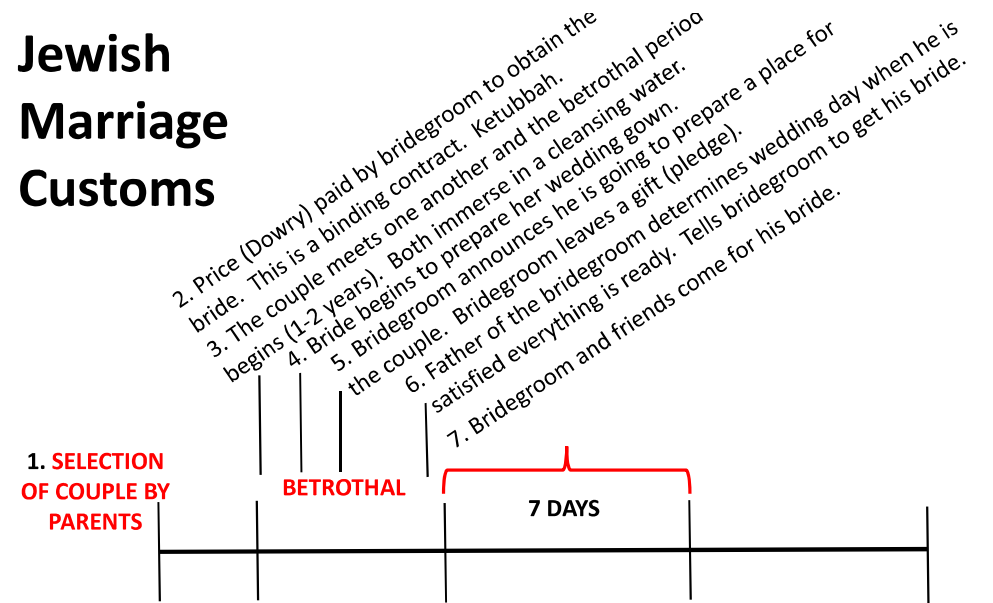 Jewish
Marriage
Customs
2. Price (Dowry) paid by bridegroom to obtain the
bride.  This is a binding contract.  Ketubbah.
3. The couple meets one another and the betrothal period
begins (1-2 years).  Both immerse in a cleansing water.
4. Bride begins to prepare her wedding gown.
5. Bridegroom announces he is going to prepare a place for
the couple.  Bridegroom leaves a gift (pledge).
6. Father of the bridegroom determines wedding day when he is
satisfied everything is ready.  Tells bridegroom to get his bride.
7. Bridegroom and friends come for his bride.
1. SELECTION
OF COUPLE BY
PARENTS
BETROTHAL
7 DAYS